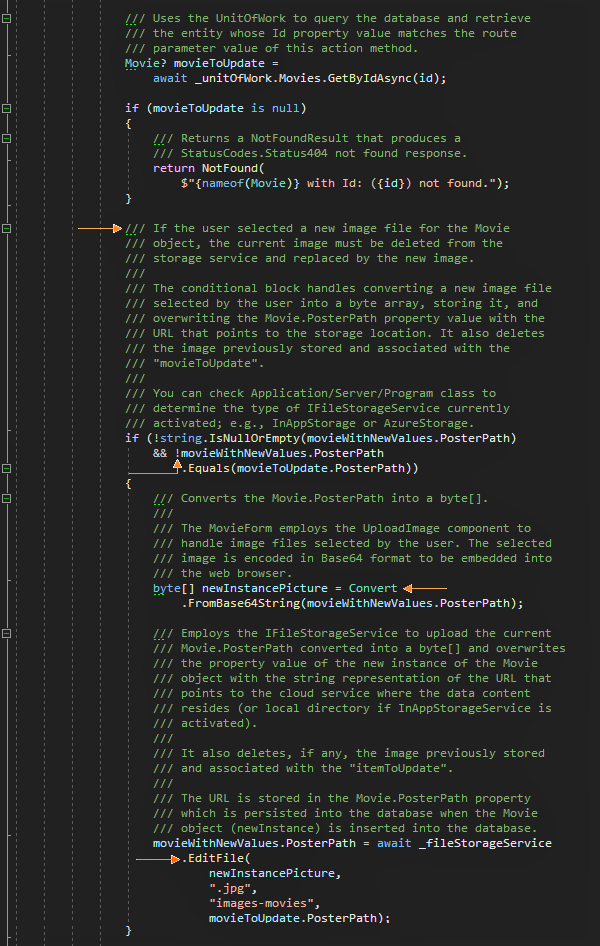 /// Uses the UnitOfWork to query the database and retrieve
/// the entity whose Id property value matches the route
/// parameter value of this action method.
Movie? movieToUpdate =
await _unitOfWork.Movies.GetByIdAsync(id);
if (movieToUpdate is null)
{
/// Returns a NotFoundResult that produces a
/// StatusCodes.Status404 not found response.
return NotFound(
$"{nameof(Movie)} with Id: ({id}) not found.");
}
/// If the user selected a new image file for the Movie
/// object, the current image must be deleted from the
/// storage service and replaced by the new image.
///
/// The conditional block handles converting a new image file
/// selected by the user into a byte array, storing it, and
/// overwriting the Movie.PosterPath property value with the
/// URL that points to the storage location. It also deletes
/// the image previously stored and associated with the
/// "movieToUpdate".
///
/// You can check Application/Server/Program class to
/// determine the type of IFileStorageService currently
/// activated; e.g., InAppStorage or AzureStorage.
if (!string.IsNullOrEmpty(movieWithNewValues.PosterPath)
&& !movieWithNewValues.PosterPath
.Equals(movieToUpdate.PosterPath))
{
/// Converts the Movie.PosterPath into a byte[].
///
/// The MovieForm employs the UploadImage component to
/// handle image files selected by the user. The selected
/// image is encoded in Base64 format to be embedded into
/// the web browser.
byte[] newInstancePicture = Convert
.FromBase64String(movieWithNewValues.PosterPath);
/// Employs the IFileStorageService to upload the current
/// Movie.PosterPath converted into a byte[] and overwrites
/// the property value of the new instance of the Movie
/// object with the string representation of the URL that
/// points to the cloud service where the data content
/// resides (or local directory if InAppStorageService is
/// activated).
///
/// It also deletes, if any, the image previously stored
/// and associated with the "itemToUpdate".
///
/// The URL is stored in the Movie.PosterPath property
/// which is persisted into the database when the Movie
/// object (newInstance) is inserted into the database.
movieWithNewValues.PosterPath = await _fileStorageService
.EditFile(
newInstancePicture,
".jpg",
"images-movies",
movieToUpdate.PosterPath);
}